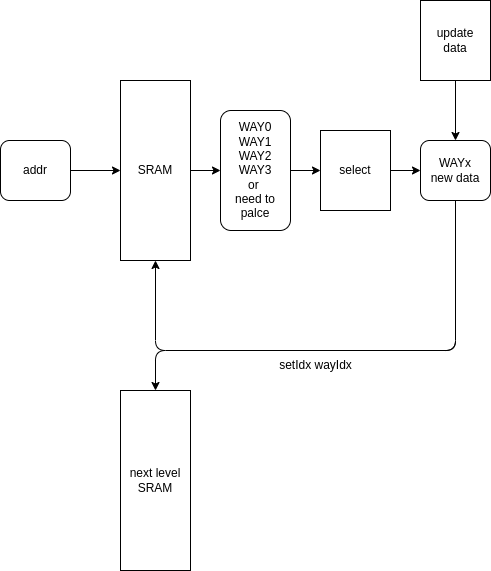 update
data
addr
SRAM
WAY0
WAY1
WAY2
WAY3
or
need to
palce
select
WAYx
new data
setIdx wayIdx
next level
SRAM